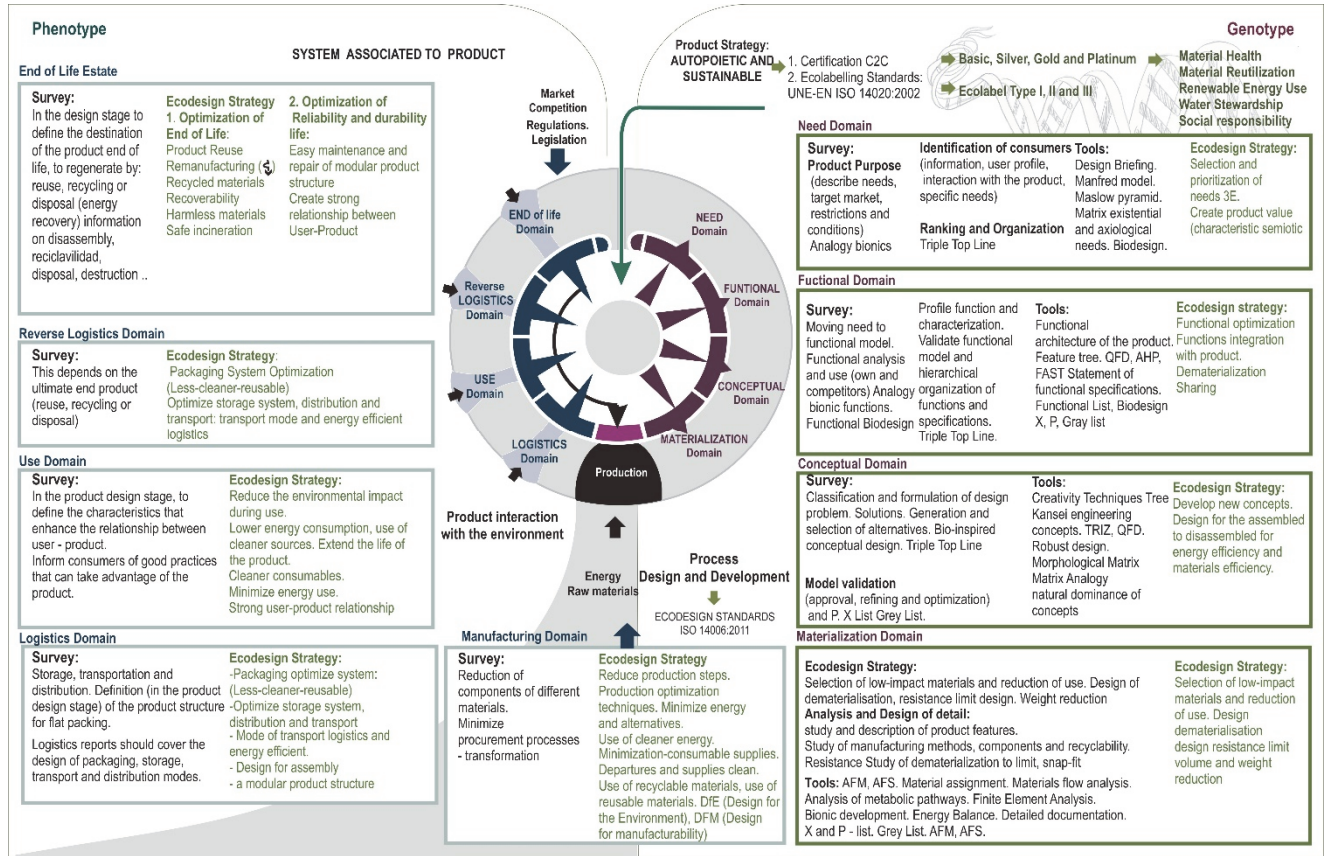 Phenotype
SYSTEM ASSOCIATED TO PRODUCT
End of Life Estate
Survey:
In the design stage to
define the destination
of the product end of
life, to regenerate by:
reuse, recycling or
disposal (energy
recovery) information
on disassembly,
reciclavilidad,
disposal, destruction ..
Ecodesign Strategy
1. Optimization of
End of Life:
Product Reuse
Remanufacturing (
Recycled materials
Recoverability
Harmless materials
Safe incineration
2. Optimization of
Reliability and durability
life:
Easy maintenance and
repair of modular product
structure
Create strong
relationship between
User-Product
Reverse Logistics Domain
Survey:
This depends on the
ultimate end product
(reuse, recycling or
disposal)
Ecodesign Strategy:
Packaging System Optimization
(Less-cleaner-reusable)
Optimize storage system, distribution and
transport: transport mode and energy efficient
logistics
Use Domain
Survey:
In the product design stage, to
define the characteristics that
enhance the relationship between
user - product.
Inform consumers of good practices
that can take advantage of the
product.
Ecodesign Strategy:
Reduce the environmental impact
during use.
Lower energy consumption, use of
cleaner sources. Extend the life of
the product.
Cleaner consumables.
Minimize energy use.
Strong user-product relationship
Logistics Domain
Survey:
Storage, transportation and
distribution. Definition (in the product
design stage) of the product structure
for flat packing.
Logistics reports should cover the
design of packaging, storage,
transport and distribution modes.
Ecodesign Strategy:
-Packaging optimize system:
(Less-cleaner-reusable)
-Optimize storage system,
distribution and transport
- Mode of transport logistics and
energy efficient.
- Design for assembly
- a modular product structure
Market
Competition
Regulations.
Legislation
END of life
Domain
Reverse
LOGISTICS
Domain
USE
Domain
LOGISTICS
Domain
NEED
Domain
FUNTIONAL
Domain
CONCEPTUAL
Domain
MATERIALIZATION
Domain
Production
Product interaction
with the environment
Energy
Raw materials
Process
Design and Development
ECODESIGN STANDARDS
ISO 14006:2011
Manufacturing Domain
Survey:
Reduction of
components of different
materials.
Minimize
procurement processes
- transformation
Ecodesign Strategy
Reduce production steps.
Production optimization
techniques. Minimize energy
and alternatives.
Use of cleaner energy.
Minimization-consumable supplies.
Departures and supplies clean.
Use of recyclable materials, use of
reusable materials. DfE (Design for
the Environment), DFM (Design
for manufacturability)
Product Strategy:
AUTOPOIETIC AND
SUSTAINABLE
1. Certification C2C
2. Ecolabelling Standards:
UNE-EN ISO 14020:2002
Basic, Silver, Gold and Platinum
Ecolabel Type I, II and III
Genotype
Material Health
Material Reutilization
Renewable Energy Use
Water Stewardship
Social responsibility
Need Domain
Survey:
Product Purpose
(describe needs,
target market,
restrictions and
conditions)
Analogy bionics
Identification of consumers
(information, user profile,
interaction with the product,
specific needs)
Ranking and Organization
Triple Top Line
Tools:
Design Briefing.
Manfred model.
Maslow pyramid.
Matrix existential
and axiological
needs. Biodesign.
Ecodesign Strategy:
Selection and
prioritization of
needs 3E.
Create product value
(characteristic semiotic
Fuctional Domain
Survey:
Moving need to
functional model.
Functional analysis
and use (own and
competitors) Analogy
bionic functions.
Functional Biodesign
Profile function and
characterization.
Validate functional
model and
hierarchical
organization of
functions and
specifications.
Triple Top Line.
Tools:
Functional
architecture of the product.
Feature tree. QFD, AHP,
FAST Statement of
functional specifications.
Functional List, Biodesign
X, P, Gray list
Ecodesign strategy:
Functional optimization
Functions integration
with product.
Dematerialization
Sharing
Conceptual Domain
Survey:
Classification and formulation of design
problem. Solutions. Generation and
selection of alternatives. Bio-inspired
conceptual design. Triple Top Line
Model validation
(approval, refining and optimization)
and P. X List Grey List.
Tools:
Creativity Techniques Tree
Kansei engineering
concepts. TRIZ, QFD.
Robust design.
Morphological Matrix
Matrix Analogy
natural dominance of
concepts
Ecodesign Strategy:
Develop new concepts.
Design for the assembled
to disassembled for
energy efficiency and
materials efficiency.
Materialization Domain
Ecodesign Strategy:
Selection of low-impact materials and reduction of use. Design of
dematerialisation, resistance limit design. Weight reduction
Analysis and Design of detail:
study and description of product features.
Study of manufacturing methods, components and recyclability.
Resistance Study of dematerialization to limit, snap-fit
Tools: AFM, AFS. Material assignment. Materials flow analysis.
Analysis of metabolic pathways. Finite Element Analysis.
Bionic development. Energy Balance. Detailed documentation.
X and P - list. Grey List. AFM, AFS.
Ecodesign Strategy:
Selection of low-impact
materials and reduction
of use. Design
dematerialisation
design resistance limit
volume and weight
reduction